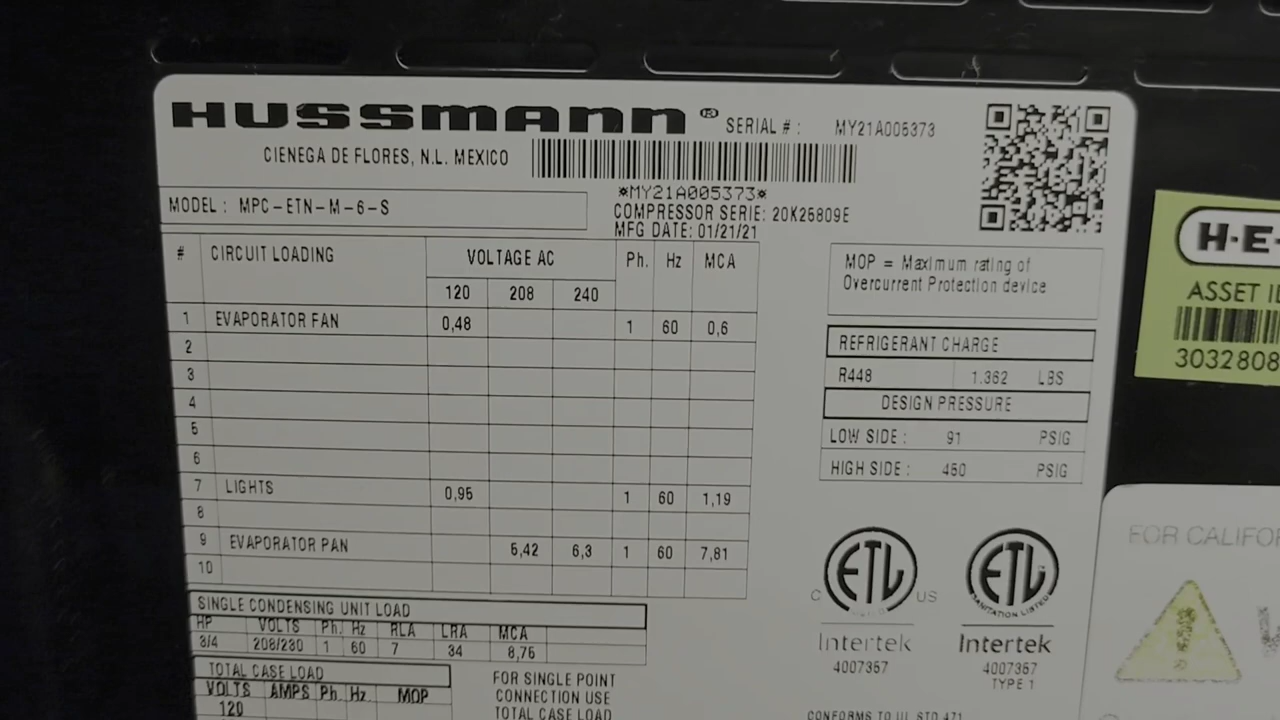 HUSSMANN® SERIAL # : MY21A005373
CIENEGA DE FLORES, N.L. MEXICO
*MY21A005373*
MODEL : MPC-ETN-M-6-S
COMPRESSOR SERIE: 20K25809E
MFG DATE: 01/21/21
# CIRCUIT LOADING VOLTAGE AC Ph. Hz MCA
120 208 240
1 EVAPORATOR FAN 0,48 1 60 0,6
2
3
4
5
6
7 LIGHTS 0,95 1 60 1,19
8
9 EVAPORATOR PAN 5,42 6,3 1 60 7,81
10
MOP = Maximum rating of
Overcurrent Protection device
REFRIGERANT CHARGE
R448 1.362 LBS
DESIGN PRESSURE
LOW SIDE : 91 PSIG
HIGH SIDE : 450 PSIG
SINGLE CONDENSING UNIT LOAD
HP VOLTS Ph. Hz RLA LRA MCA
3/4 208/230 1 60 7 34 8,75
TOTAL CASE LOAD
VOLTS AMPS Ph. Hz. MOP
120
FOR SINGLE POINT
CONNECTION USE
TOTAL CASE LOAD
C ETL US
LISTED
Intertek
4007367
ETL
SANITATION LISTED
Intertek
4007367
TYPE 1
CONFORMS TO UL STD 471
H-E-
ASSET I
3032808
FOR CALIFO